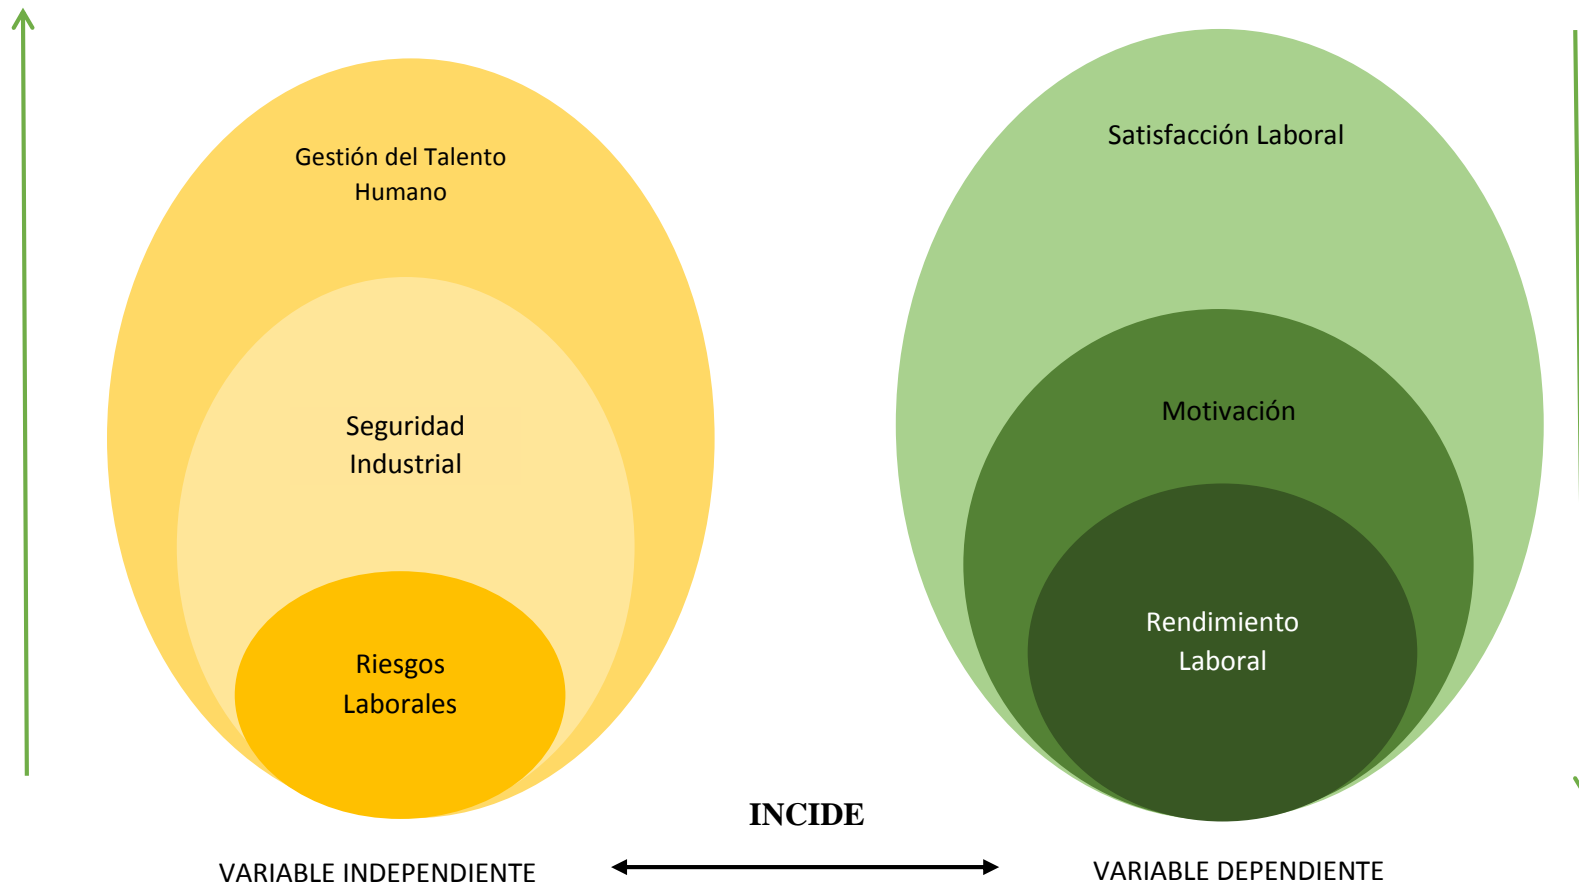 Gestión del Talento
Humano
Seguridad
Industrial
Riesgos
Laborales
Satisfacción Laboral
Motivación
Rendimiento
Laboral
INCIDE
VARIABLE INDEPENDIENTE
VARIABLE DEPENDIENTE